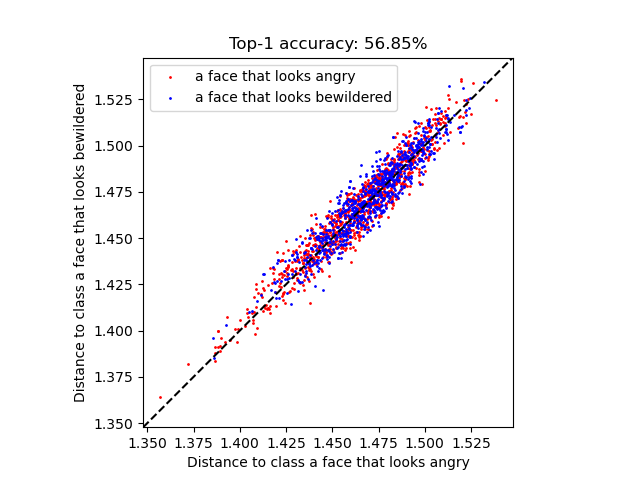 Top-1 accuracy: 56.85%
a face that looks angry
a face that looks bewildered
Distance to class a face that looks bewildered
1.525
1.500
1.475
1.450
1.425
1.400
1.375
1.350
1.350 1.375 1.400 1.425 1.450 1.475 1.500 1.525
Distance to class a face that looks angry